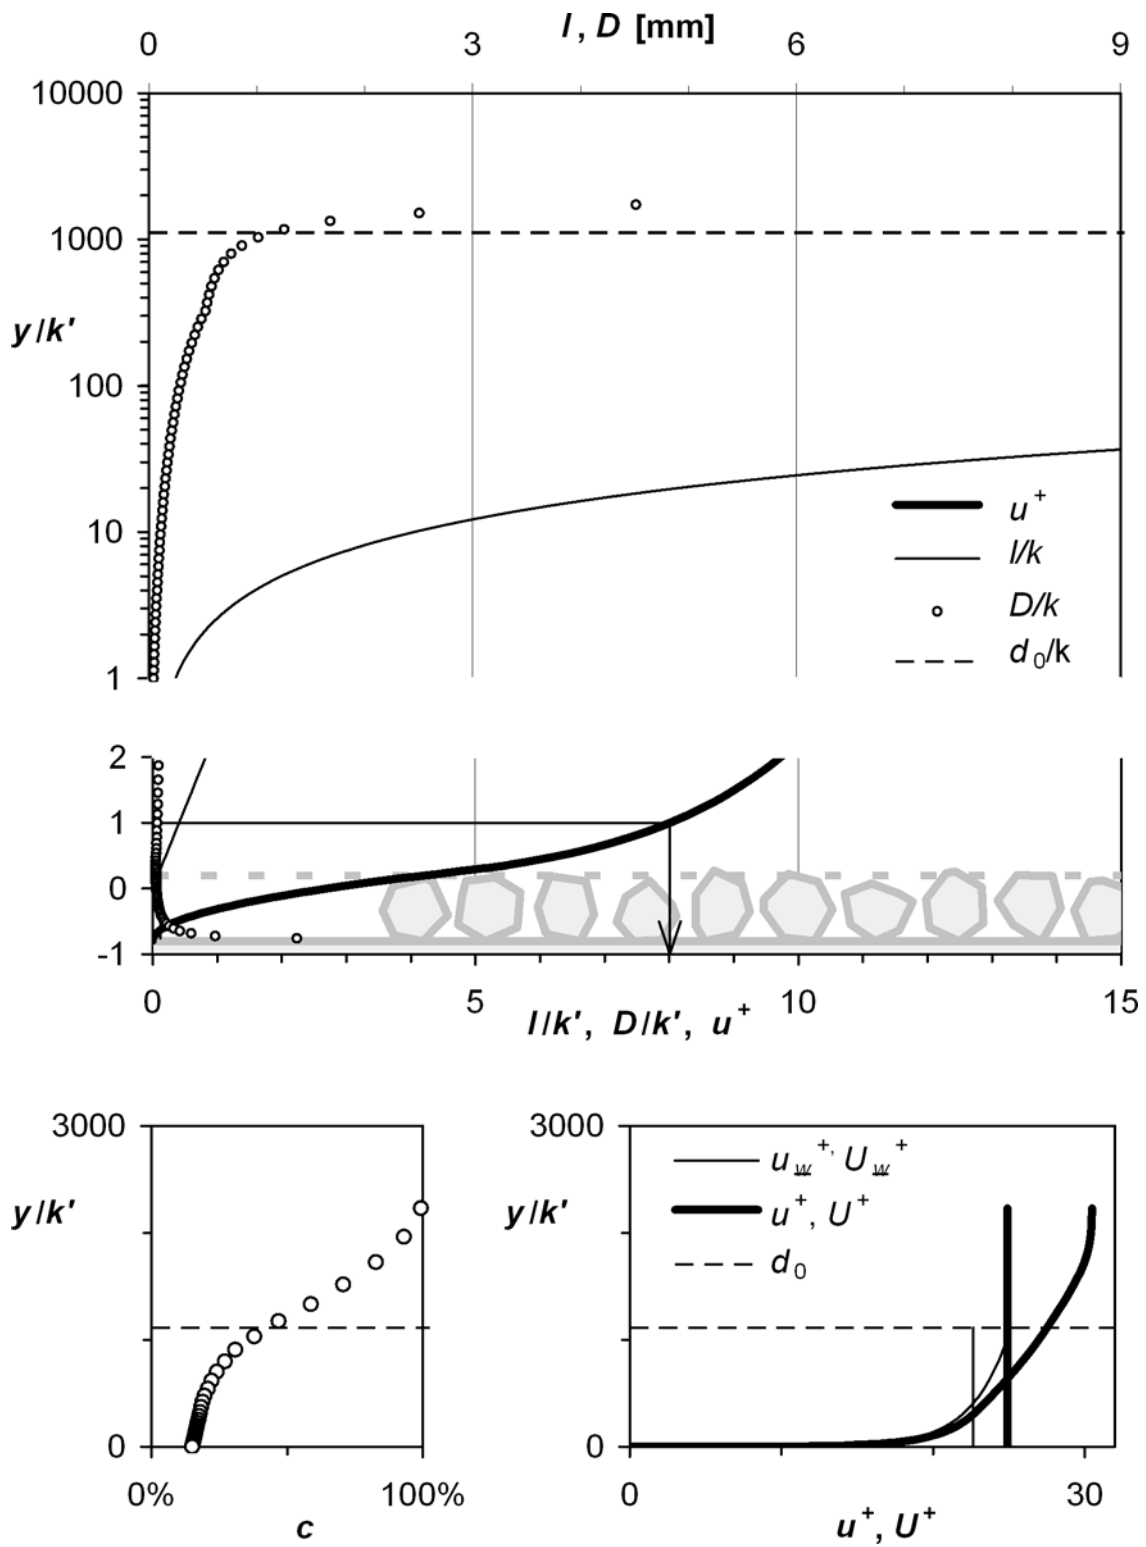 l, D [mm]
0 3 6 9
10000
1000
y/k'
100
10
1
u+
l/k
D/k
d0/k
2
1
0
-1
0 5 10 15
l/k', D/k', u+
3000
y/k'
0
0% 100%
c
3000
y/k'
0
uw+, Uw+
u+, U+
d0
0 30
u+, U+